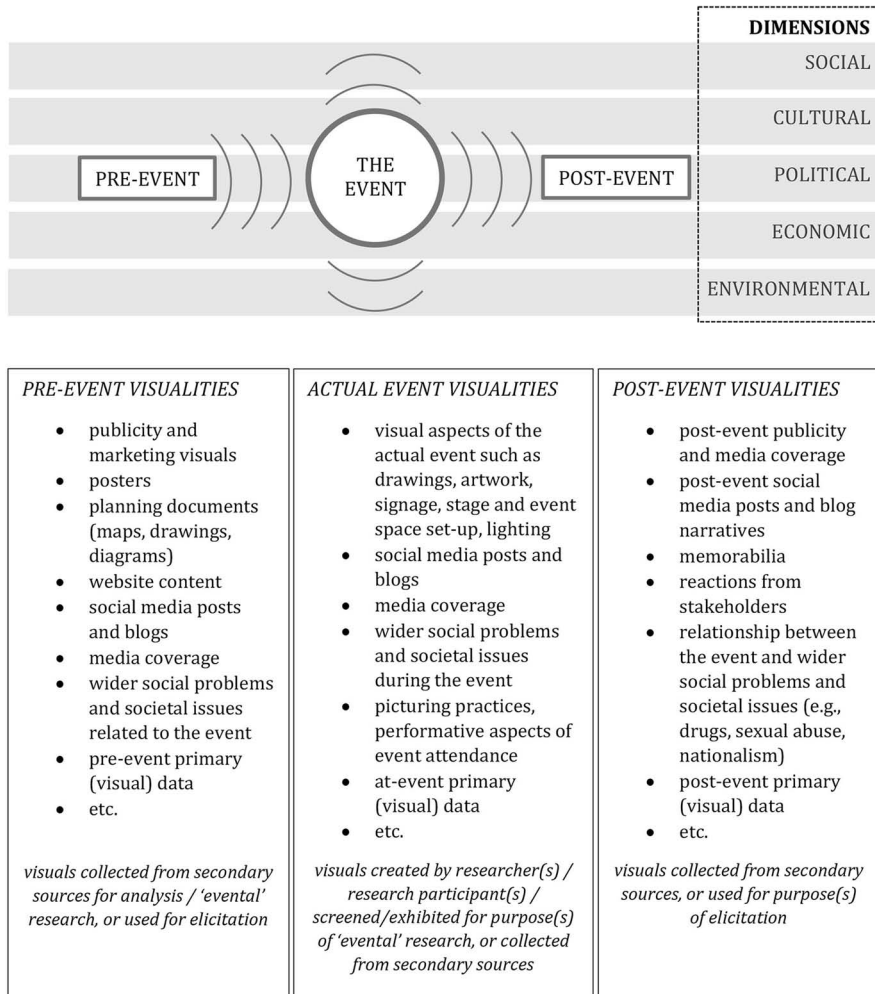 DIMENSIONS
SOCIAL
CULTURAL
PRE-EVENT
THE
EVENT
POST-EVENT
POLITICAL
ECONOMIC
ENVIRONMENTAL
PRE-EVENT VISUALITIES
• publicity and
marketing visuals
• posters
• planning documents
(maps, drawings,
diagrams)
• website content
• social media posts
and blogs
• media coverage
• wider social problems
and societal issues
related to the event
• pre-event primary
(visual) data
• etc.
visuals collected from secondary
sources for analysis / ‘evental’
research, or used for elicitation
ACTUAL EVENT VISUALITIES
• visual aspects of the
actual event such as
drawings, artwork,
signage, stage and event
space set-up, lighting
• social media posts and
blogs
• media coverage
• wider social problems
and societal issues
during the event
• picturing practices,
performative aspects of
event attendance
• at-event primary
(visual) data
• etc.
visuals created by researcher(s) /
research participant(s) /
screened/exhibited for purpose(s)
of ‘evental’ research, or collected
from secondary sources
POST-EVENT VISUALITIES
• post-event publicity
and media coverage
• post-event social
media posts and blog
narratives
• memorabilia
• reactions from
stakeholders
• relationship between
the event and wider
social problems and
societal issues (e.g.,
drugs, sexual abuse,
nationalism)
• post-event primary
(visual) data
• etc.
visuals collected from secondary
sources, or used for purpose(s)
of elicitation